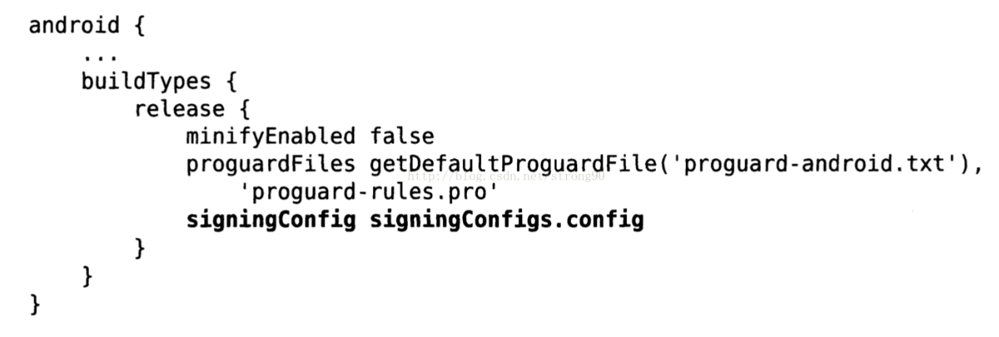 android {
...
buildTypes {
release {
minifyEnabled false
proguardFiles getDefaultProguardFile('proguard-android.txt'),
http://blog.csdn.net/strong90
'proguard-rules.pro'
signingConfig signingConfigs.config
}
}
}